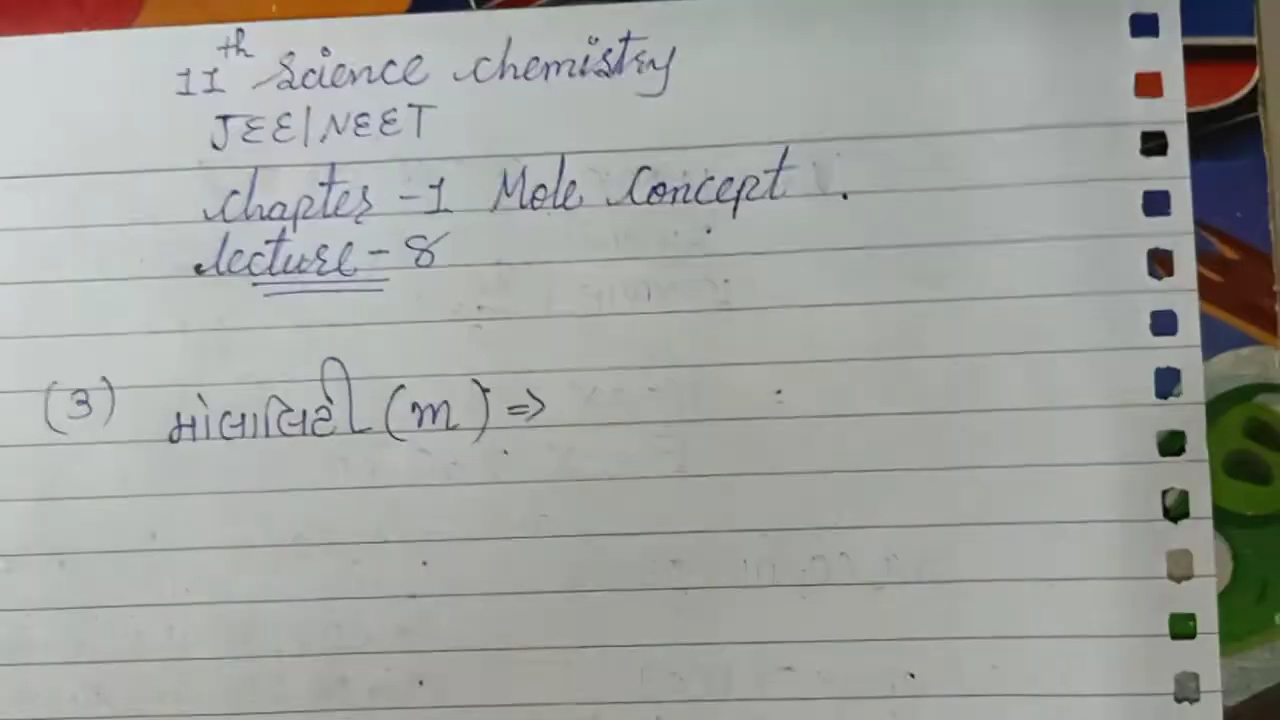 11th Science chemistry
JEE/NEET
Chapter-1 Mole Concept.
lecture-8
(3) મોલાલિટી (m) ⇒